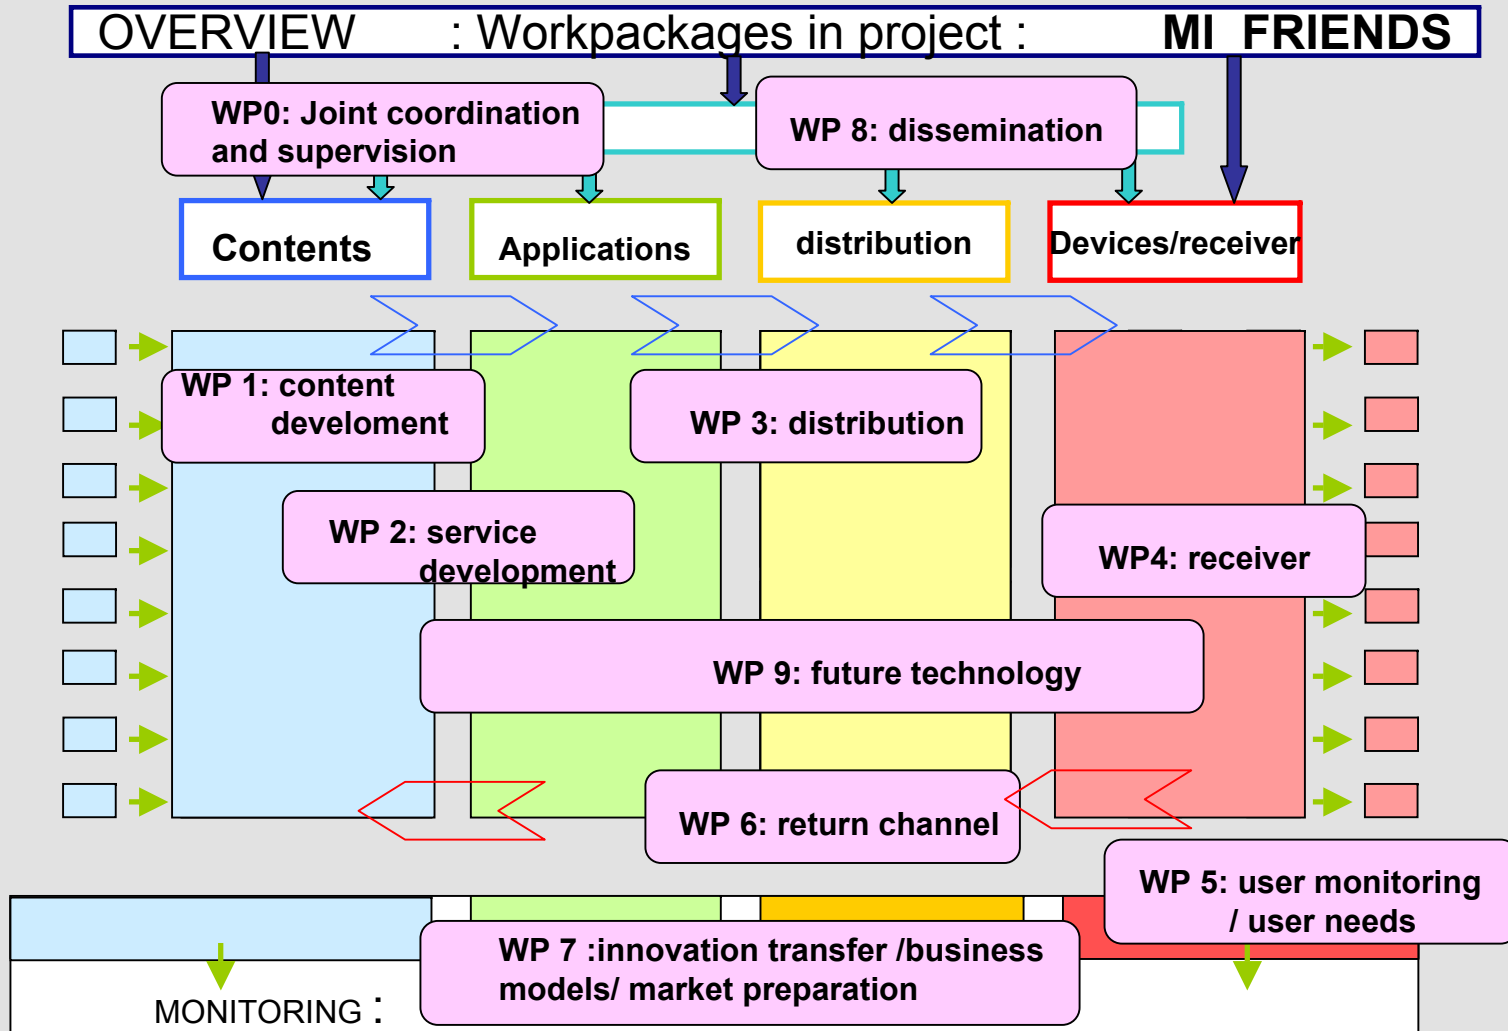 OVERVIEW : Workpackages in project : MI FRIENDS
WP0: Joint coordination
and supervision
WP 8: dissemination
Contents
Applications
distribution
Devices/receiver
WP 1: content
develoment
WP 3: distribution
WP 2: service
development
WP4: receiver
WP 9: future technology
WP 6: return channel
WP 5: user monitoring
/ user needs
WP 7 :innovation transfer /business
models/ market preparation
MONITORING :